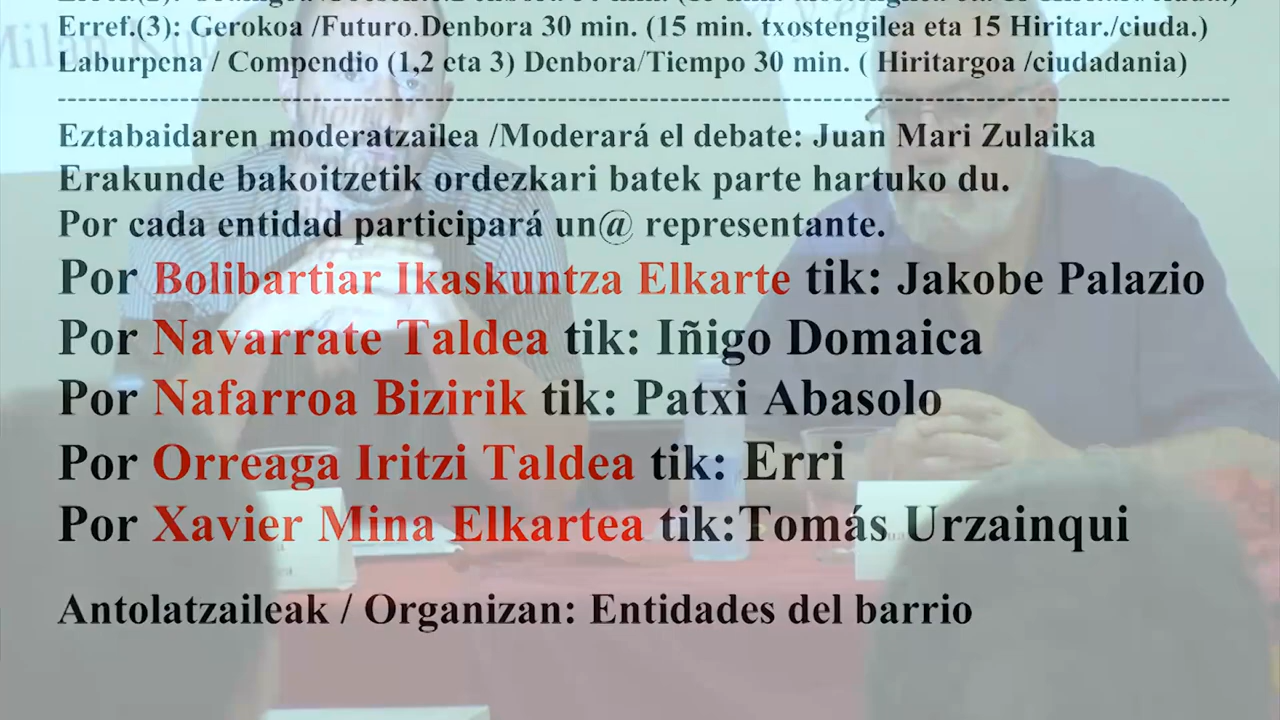 Erref.(3): Gerokoa /Futuro.Denbora 30 min. (15 min. txostengilea eta 15 Hiritar./ciuda.)
Laburpena / Compendio (1,2 eta 3) Denbora/Tiempo 30 min. ( Hiritargoa /ciudadania)
Eztabaidaren moderatzailea /Moderará el debate: Juan Mari Zulaika
Erakunde bakoitzetik ordezkari batek parte hartuko du.
Por cada entidad participará un@ representante.
Por Bolibartiar Ikaskuntza Elkarte tik: Jakobe Palazio
Por Navarrate Taldea tik: Iñigo Domaica
Por Nafarroa Bizirik tik: Patxi Abasolo
Por Orreaga Iritzi Taldea tik: Erri
Por Xavier Mina Elkartea tik:Tomás Urzainqui
Antolatzaileak / Organizan: Entidades del barrio